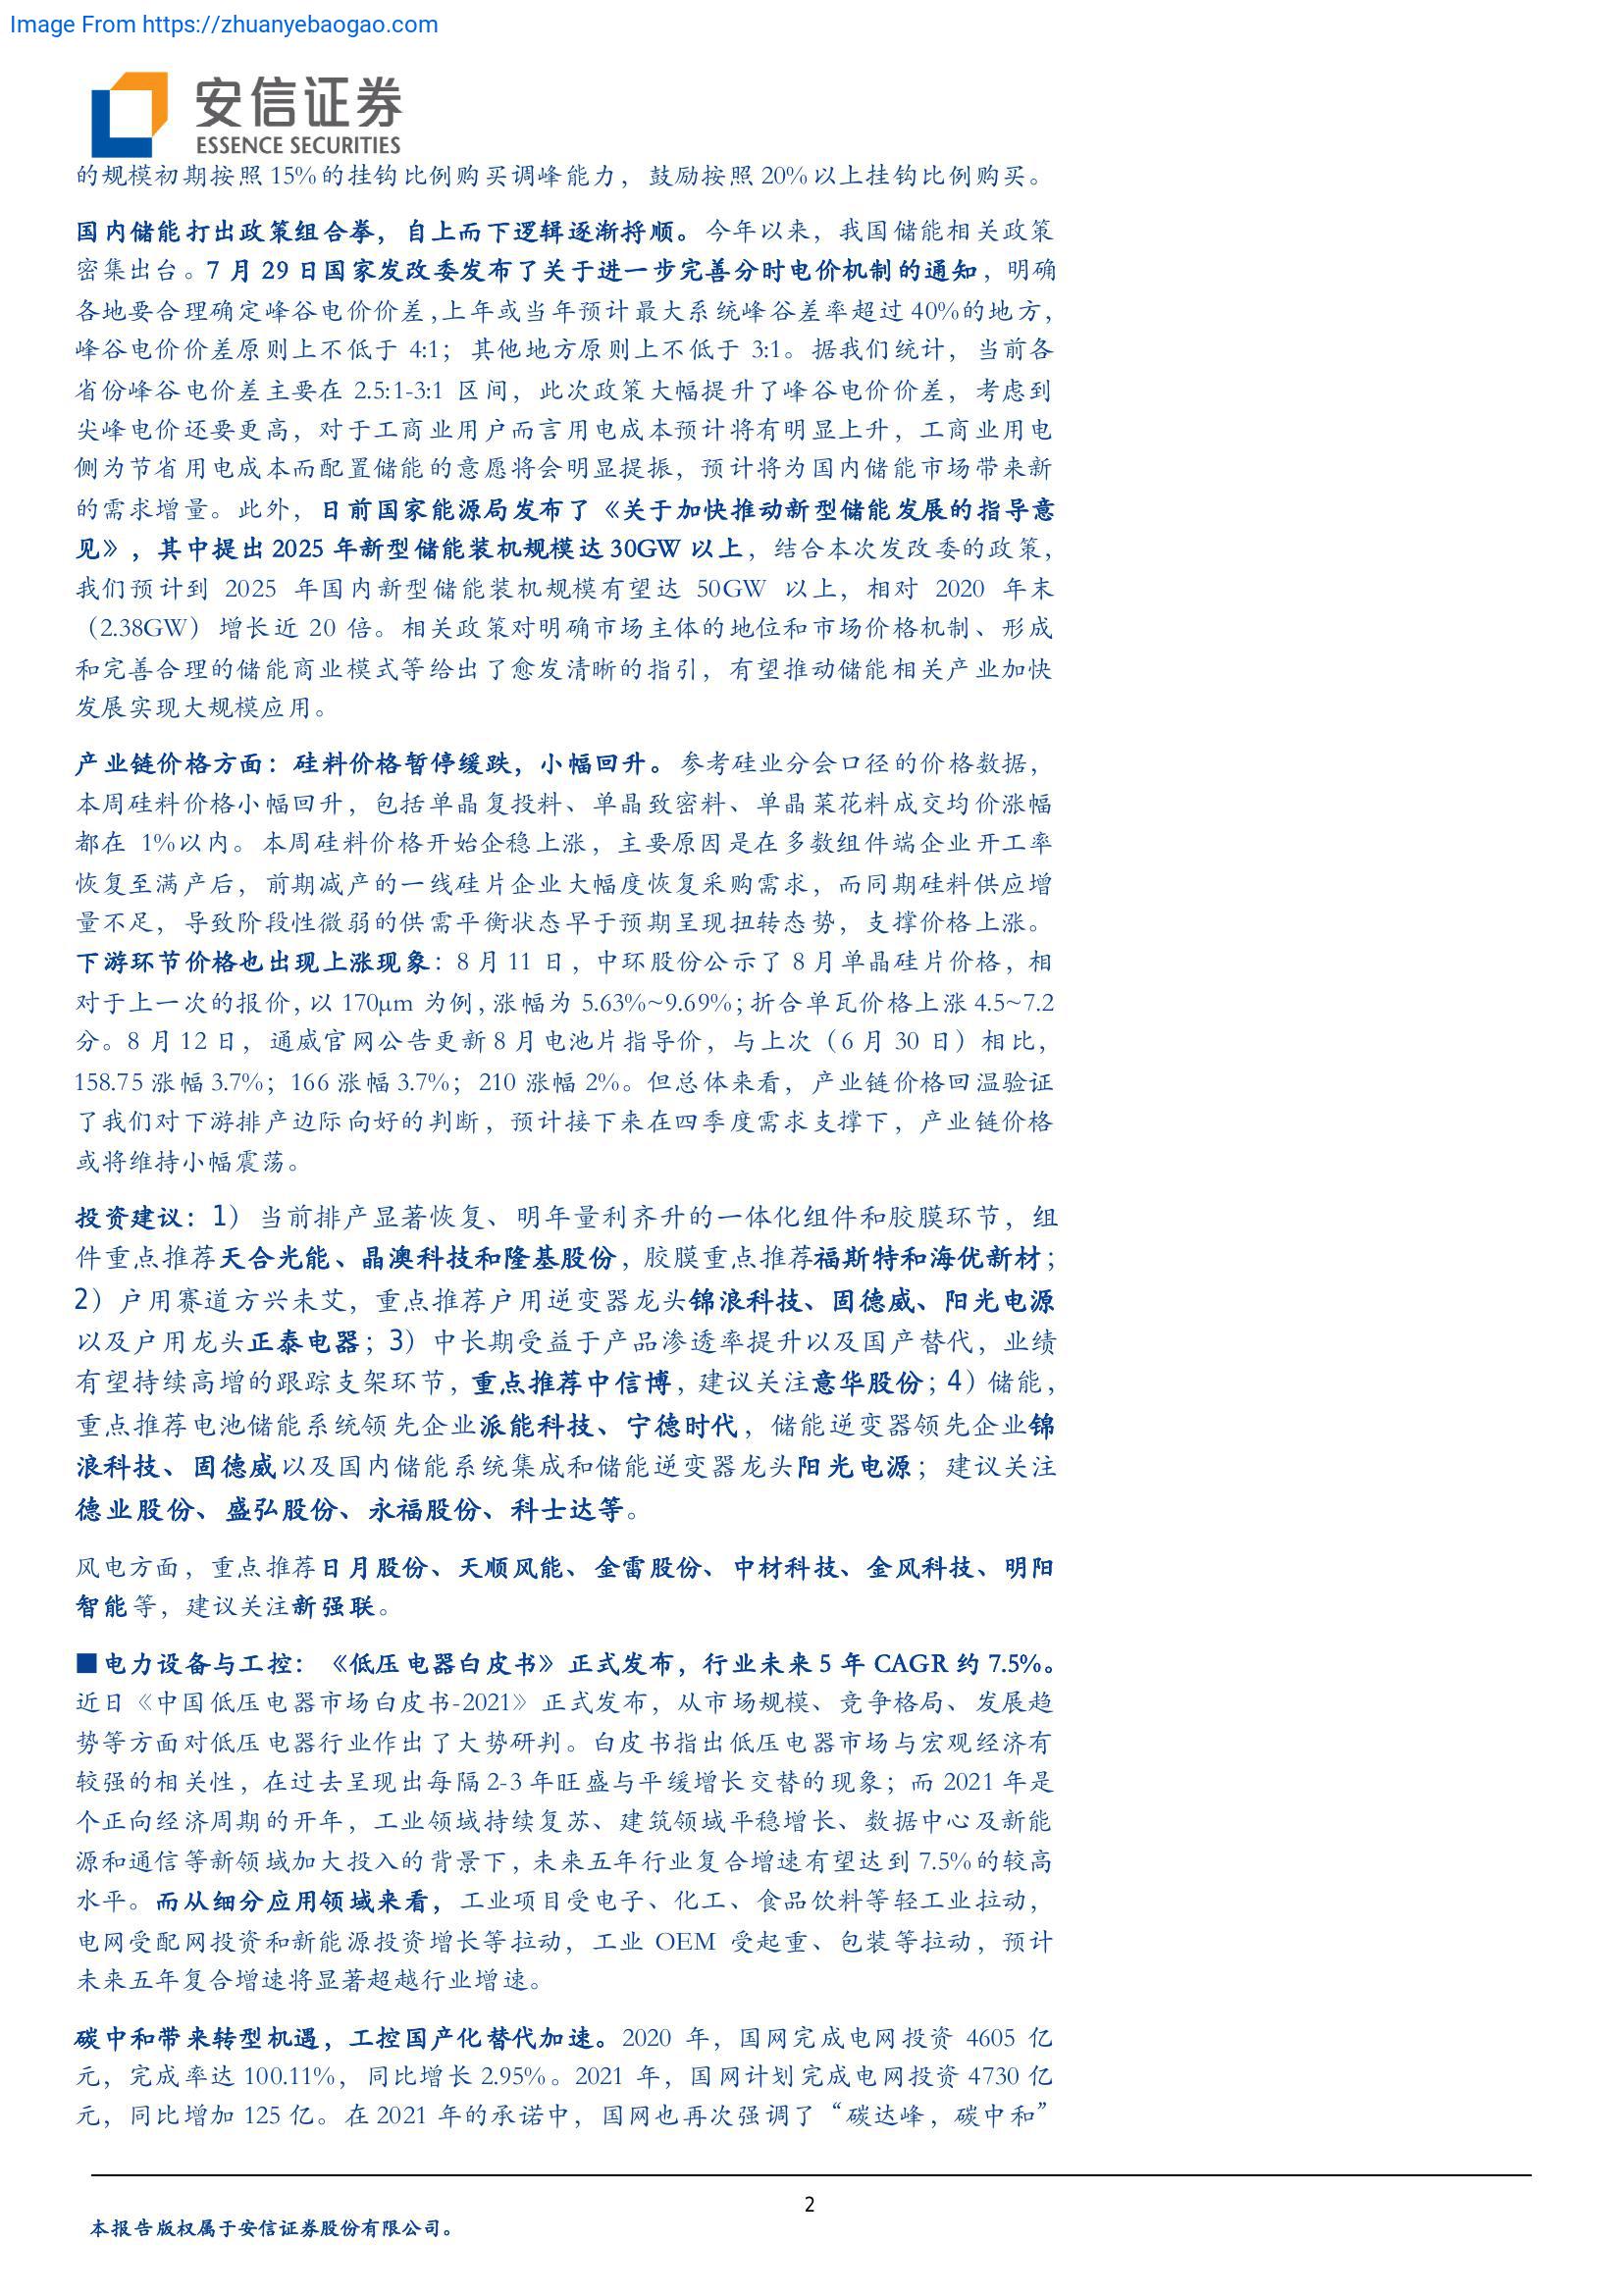 Image From https://zhuanyebaogao.com
安信证券
ESSENCE SECURITIES
的规模初期按照 15%的挂钩比例购买调峰能力，鼓励按照 20%以上挂钩比例购买。
国内储能打出政策组合拳，自上而下逻辑逐渐捋顺。今年以来，我国储能相关政策
密集出台。7 月 29 日国家发改委发布了关于进一步完善分时电价机制的通知，明确
各地要合理确定峰谷电价价差，上年或当年预计最大系统峰谷差率超过 40%的地方，
峰谷电价价差原则上不低于 4:1；其他地方原则上不低于 3:1。据我们统计，当前各
省份峰谷电价差主要在 2.5:1-3:1 区间，此次政策大幅提升了峰谷电价价差，考虑到
尖峰电价还要更高，对于工商业用户而言用电成本预计将有明显上升，工商业用电
侧为节省用电成本而配置储能的意愿将会明显提振，预计将为国内储能市场带来新
的需求增量。此外，日前国家能源局发布了《关于加快推动新型储能发展的指导意
见》，其中提出 2025 年新型储能装机规模达 30GW 以上，结合本次发改委的政策，
我们预计到 2025 年国内新型储能装机规模有望达 50GW 以上，相对 2020 年末
（2.38GW）增长近 20 倍。相关政策对明确市场主体的地位和市场价格机制、形成
和完善合理的储能商业模式等给出了愈发清晰的指引，有望推动储能相关产业加快
发展实现大规模应用。
产业链价格方面：硅料价格暂停缓跌，小幅回升。参考硅业分会口径的价格数据，
本周硅料价格小幅回升，包括单晶复投料、单晶致密料、单晶菜花料成交均价涨幅
都在 1%以内。本周硅料价格开始企稳上涨，主要原因是在多数组件端企业开工率
恢复至满产后，前期减产的一线硅片企业大幅度恢复采购需求，而同期硅料供应增
量不足，导致阶段性微弱的供需平衡状态早于预期呈现扭转态势，支撑价格上涨。
下游环节价格也出现上涨现象：8 月 11 日，中环股份公示了 8 月单晶硅片价格，相
对于上一次的报价，以 170μm 为例，涨幅为 5.63%~9.69%；折合单瓦价格上涨 4.5~7.2
分。8 月 12 日，通威官网公告更新 8 月电池片指导价，与上次（6 月 30 日）相比，
158.75 涨幅 3.7%；166 涨幅 3.7%；210 涨幅 2%。但总体来看，产业链价格回温验证
了我们对下游排产边际向好的判断，预计接下来在四季度需求支撑下，产业链价格
或将维持小幅震荡。
投资建议：1）当前排产显著恢复、明年量利齐升的一体化组件和胶膜环节，组
件重点推荐天合光能、晶澳科技和隆基股份，胶膜重点推荐福斯特和海优新材；
2）户用赛道方兴未艾，重点推荐户用逆变器龙头锦浪科技、固德威、阳光电源
以及户用龙头正泰电器；3）中长期受益于产品渗透率提升以及国产替代，业绩
有望持续高增的跟踪支架环节，重点推荐中信博，建议关注意华股份；4）储能，
重点推荐电池储能系统领先企业派能科技、宁德时代，储能逆变器领先企业锦
浪科技、固德威以及国内储能系统集成和储能逆变器龙头阳光电源；建议关注
德业股份、盛弘股份、永福股份、科士达等。
风电方面，重点推荐日月股份、天顺风能、金雷股份、中材科技、金风科技、明阳
智能等，建议关注新强联。
■电力设备与工控：《低压电器白皮书》正式发布，行业未来 5 年 CAGR 约 7.5%。
近日《中国低压电器市场白皮书-2021》正式发布，从市场规模、竞争格局、发展趋
势等方面对低压电器行业作出了大势研判。白皮书指出低压电器市场与宏观经济有
较强的相关性，在过去呈现出每隔 2-3 年旺盛与平缓增长交替的现象；而 2021 年是
个正向经济周期的开年，工业领域持续复苏、建筑领域平稳增长、数据中心及新能
源和通信等新领域加大投入的背景下，未来五年行业复合增速有望达到 7.5%的较高
水平。而从细分应用领域来看，工业项目受电子、化工、食品饮料等轻工业拉动，
电网受配网投资和新能源投资增长等拉动，工业 OEM 受起重、包装等拉动，预计
未来五年复合增速将显著超越行业增速。
碳中和带来转型机遇，工控国产化替代加速。2020 年，国网完成电网投资 4605 亿
元，完成率达 100.11%，同比增长 2.95%。2021 年，国网计划完成电网投资 4730 亿
元，同比增加 125 亿。在 2021 年的承诺中，国网也再次强调了“碳达峰，碳中和”
2
本报告版权属于安信证券股份有限公司。